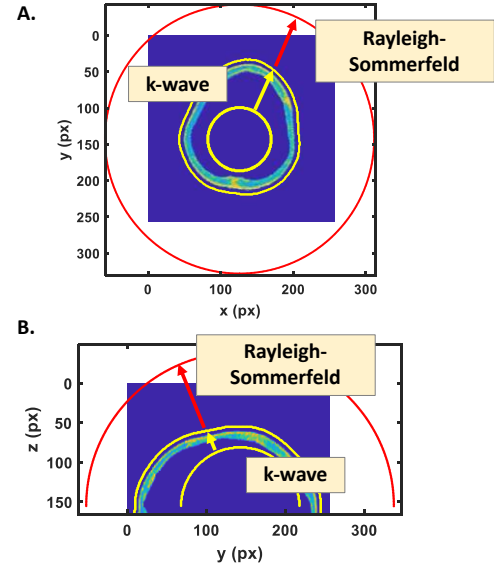 A.
Rayleigh-
Sommerfeld
k-wave
0
50
100
150
200
250
300
y (px)
0
100
200
300
x (px)
B.
Rayleigh-
Sommerfeld
k-wave
0
50
100
150
z (px)
0
100
200
300
y (px)